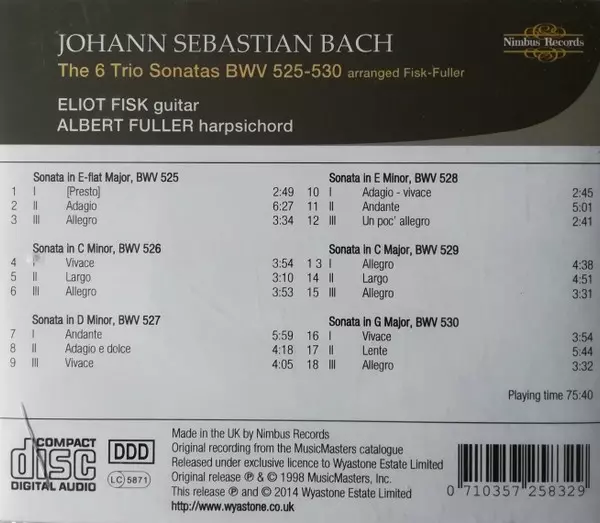 JOHANN SEBASTIAN BACH
Nimbus Records
The 6 Trio Sonatas BWV 525-530 arranged Fisk-Fuller
ELIOT FISK guitar
ALBERT FULLER harpsichord
Sonata in E-flat Major, BWV 525
1 I [Presto] 2:49
2 II Adagio 6:27
3 III Allegro 3:34
Sonata in C Minor, BWV 526
4 I Vivace 3:54
5 II Largo 3:10
6 III Allegro 3:53
Sonata in D Minor, BWV 527
7 I Andante 5:59
8 II Adagio e dolce 4:18
9 III Vivace 4:05
Sonata in E Minor, BWV 528
10 I Adagio - vivace 2:45
11 II Andante 5:01
12 III Un poc' allegro 2:41
Sonata in C Major, BWV 529
1 3 I Allegro 4:38
14 II Largo 4:51
15 III Allegro 3:31
Sonata in G Major, BWV 530
16 I Vivace 3:54
17 II Lente 5:44
18 III Allegro 3:32
Playing time 75:40
COMPACT
disc
DIGITAL AUDIO
DDD
LC 5871
Made in the UK by Nimbus Records
Original recording from the MusicMasters catalogue
Released under exclusive licence to Wyastone Estate Limited
Original release ℗ & © 1998 MusicMasters, Inc.
This release ℗ and © 2014 Wyastone Estate Limited
http://www.wyastone.co.uk
0 710357 258329